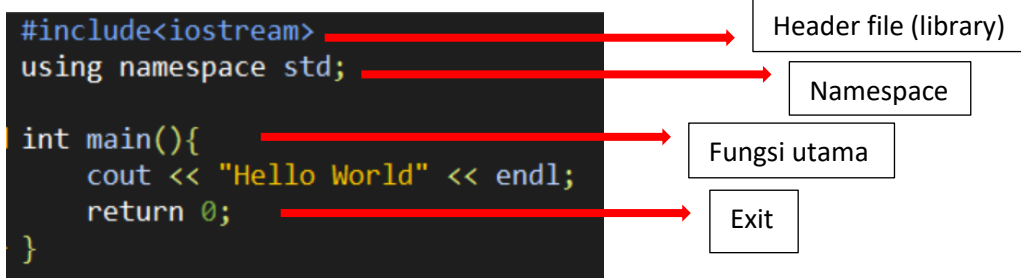 #include<iostream>
Header file (library)
using namespace std;
Namespace
int main(){
Fungsi utama
    cout << "Hello World" << endl;
    return 0;
Exit
}